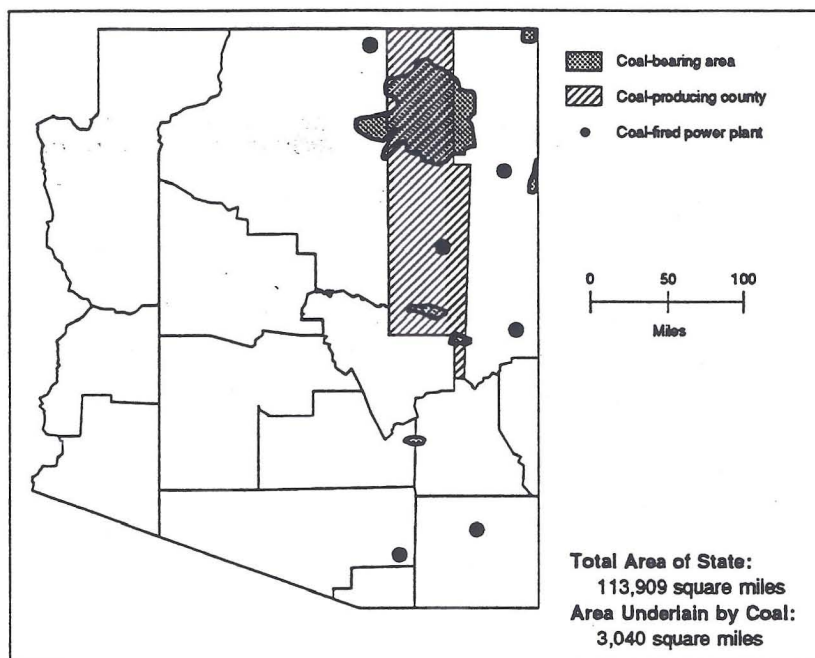 Coal-bearing area
Coal-producing county
Coal-fired power plant
0 50 100
Miles
Total Area of State:
113,909 square miles
Area Underlain by Coal:
3,040 square miles